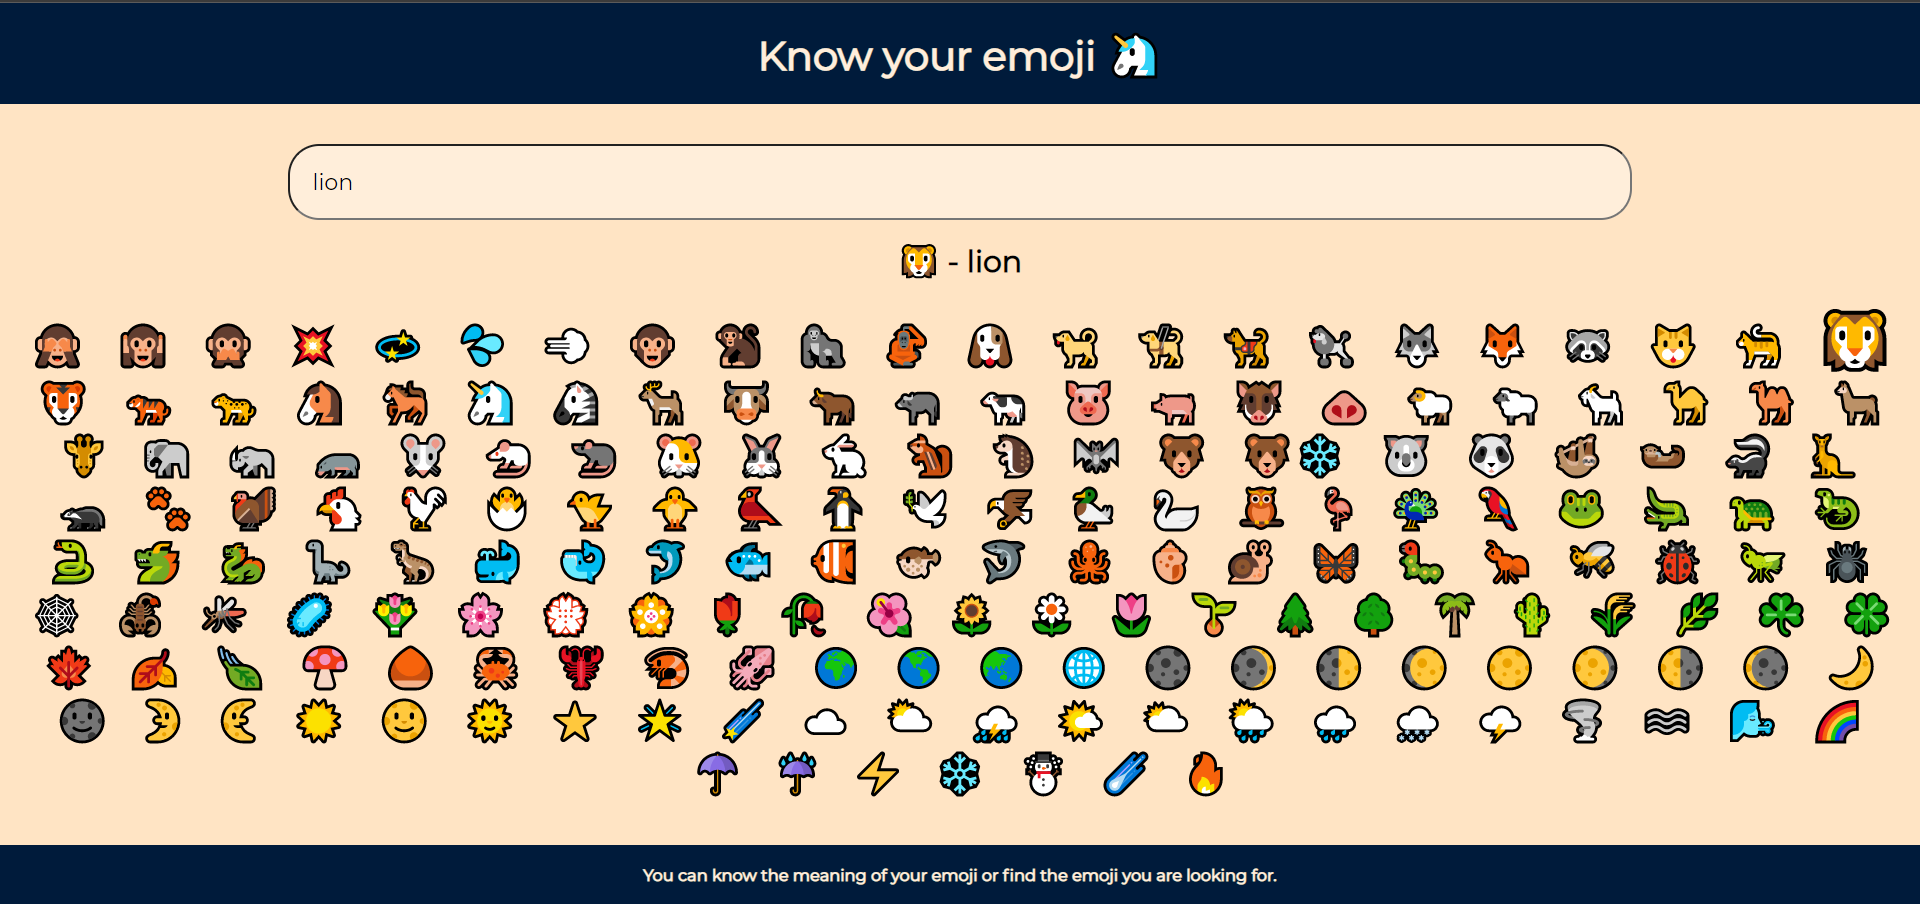 Know your emoji 🦄
lion
🦁 - lion
You can know the meaning of your emoji or find the emoji you are looking for.